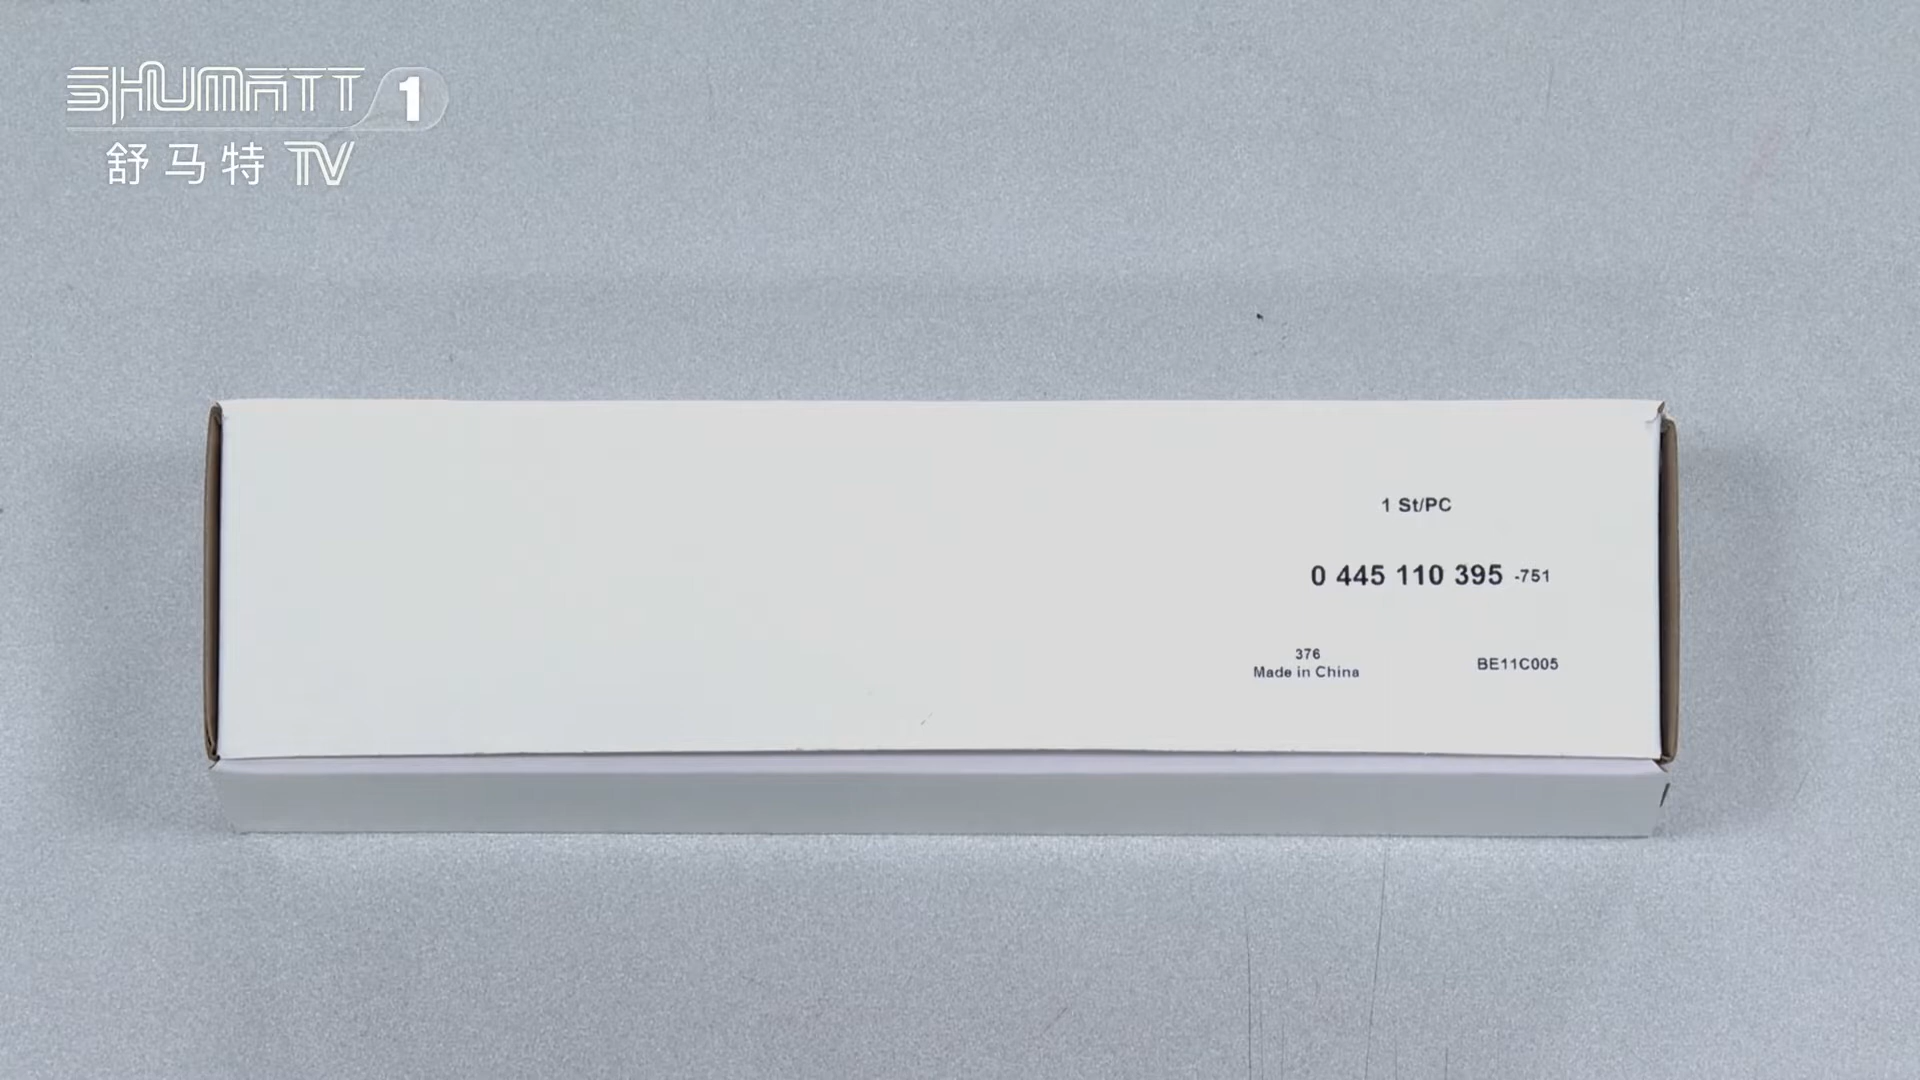 SHUMATT 1
舒马特 TV
1 St/PC
0 445 110 395 -751
376
Made in China
BE11C005